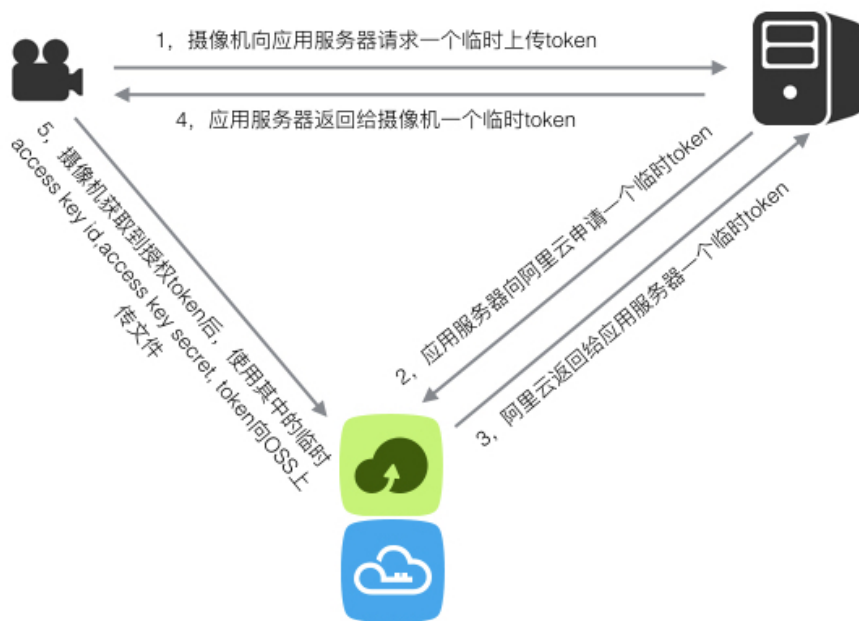 1，摄像机向应用服务器请求一个临时上传token
4，应用服务器返回给摄像机一个临时token
2，应用服务器向阿里云申请一个临时token
3，阿里云返回给应用服务器一个临时token
5，摄像机获取到授权token后，使用其中的临时
access key id,access key secret, token向OSS上
传文件